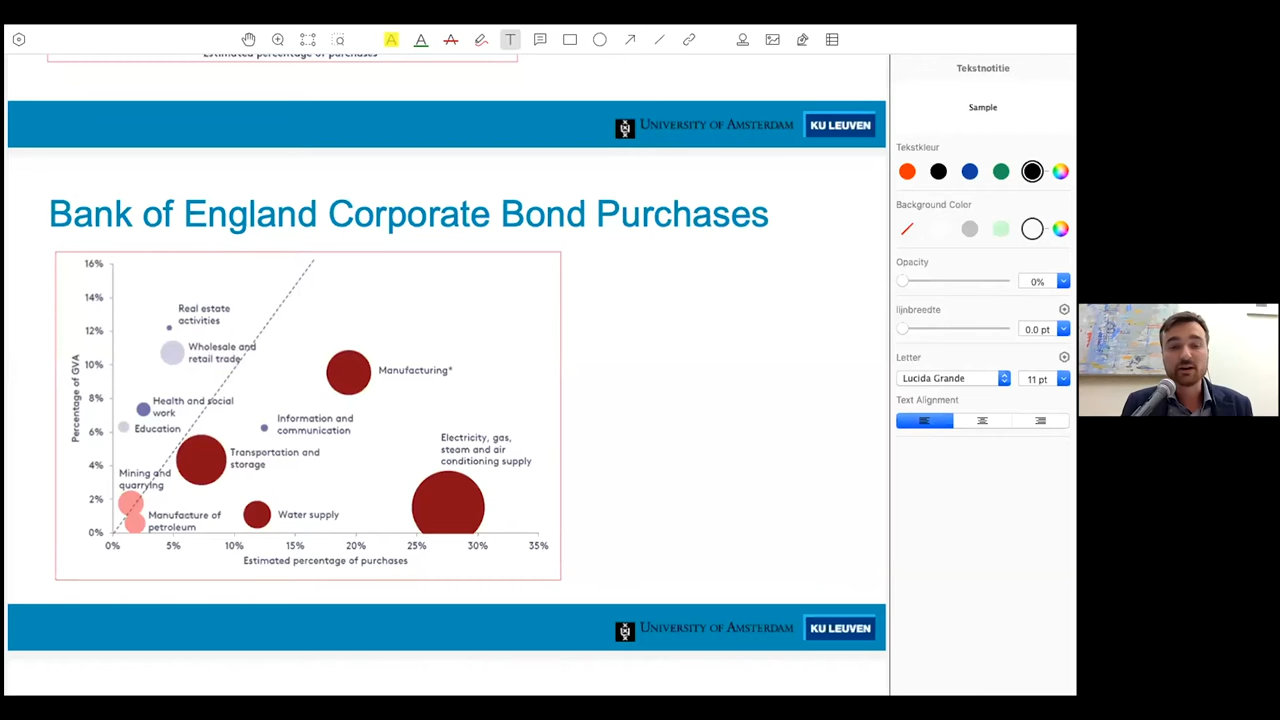 Estimated percentage of purchases
UNIVERSITY OF AMSTERDAM
KU LEUVEN
Bank of England Corporate Bond Purchases
Percentage of GVA
16%
14%
12%
10%
8%
6%
4%
2%
0%
Real estate
activities
Wholesale and
retail trade
Manufacturing*
Health and social
work
Education
Information and
communication
Electricity, gas,
steam and air
conditioning supply
Transportation and
storage
Mining and
quarrying
Manufacture of
petroleum
Water supply
0% 5% 10% 15% 20% 25% 30% 35%
Estimated percentage of purchases
UNIVERSITY OF AMSTERDAM
KU LEUVEN
A A A T
Tekstnotitie
Sample
Tekstkleur
Background Color
Opacity
0%
lijnbreedte
0.0 pt
Letter
Lucida Grande 11 pt
Text Alignment